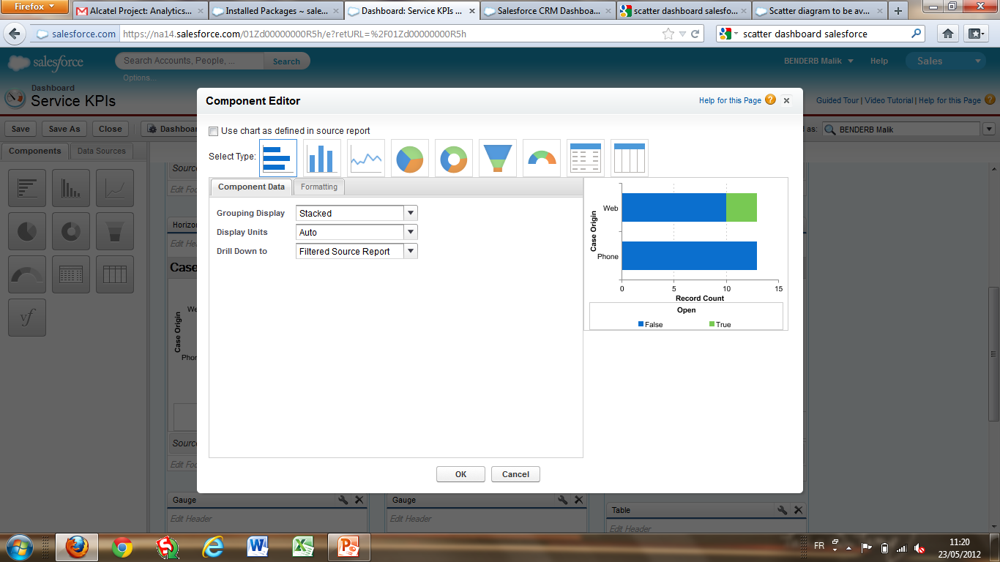 Firefox
Alcatel Project: Analytics...
Installed Packages ~ sale...
Dashboard: Service KPIs ...
Salesforce CRM Dashboa...
scatter dashboard salesfo...
Scatter diagram to be av...
salesforce.com
https://na14.salesforce.com/01Zd00000000R5h/e?retURL=%2F01Zd00000000R5h
scatter dashboard salesforce
salesforce
Search Accounts, People, ...
Search
Options...
BENDERB Malik
Help
Sales
Dashboard
Service KPIs
Guided Tour | Video Tutorial | Help for this Page
Save
Save As
Close
Dashboa
d as:
BENDERB Malik
Components
Data Sources
Component Editor
Help for this Page
Use chart as defined in source report
Select Type:
Component Data
Formatting
Grouping Display
Stacked
Display Units
Auto
Drill Down to
Filtered Source Report
Case Origin
Web
Phone
0
5
10
15
Record Count
Open
False
True
OK
Cancel
Sourc
Edit Foo
Horizon
Edit Hea
Case
Case Origin
We
Phon
Source
Edit Foo
Gauge
Edit Header
Gauge
Edit Header
Table
Edit Header
vf
FR
11:20
23/05/2012